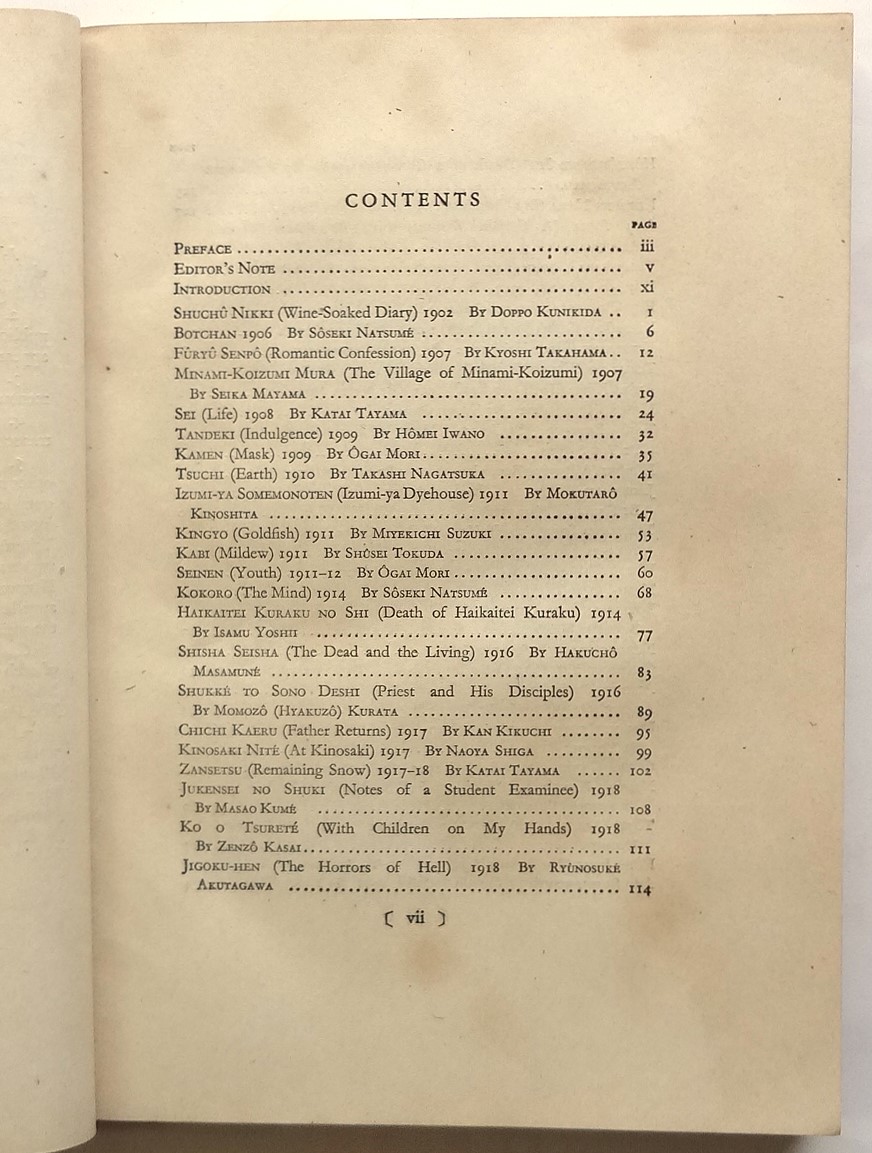 CONTENTS
PAGE
PREFACE ................................................... iii
EDITOR'S NOTE ............................................. v
INTRODUCTION .............................................. xi
SHUCHÛ NIKKI (Wine-Soaked Diary) 1902 BY DOPPO KUNIKIDA .. 1
BOTCHAN 1906 BY SÔSEKI NATSUMÉ ........................... 6
FÛRYÛ SENPÔ (Romantic Confession) 1907 BY KYOSHI TAKAHAMA .. 12
MINAMI-KOIZUMI MURA (The Village of Minami-Koizumi) 1907
BY SEIKA MAYAMA ......................................... 19
SEI (Life) 1908 BY KATAI TAYAMA .......................... 24
TANDEKI (Indulgence) 1909 BY HÔMEI IWANO ................ 32
KAMEN (Mask) 1909 BY ÔGAI MORI .......................... 35
TSUCHI (Earth) 1910 BY TAKASHI NAGATSUKA ................ 41
IZUMI-YA SOMEMONOTEN (Izumi-ya Dyehouse) 1911 BY MOKUTARÔ
KINOSHITA ............................................... 47
KINGYO (Goldfish) 1911 BY MIYEKICHI SUZUKI ................ 53
KABI (Mildew) 1911 BY SHÛSEI TOKUDA ...................... 57
SEINEN (Youth) 1911–12 BY ÔGAI MORI ...................... 60
KOKORO (The Mind) 1914 BY SÔSEKI NATSUMÉ ................ 68
HAIKAITEI KURAKU NO SHI (Death of Haikaitei Kuraku) 1914
BY ISAMU YOSHII ......................................... 77
SHISHA SEISHA (The Dead and the Living) 1916 BY HAKUCHÔ
MASAMUNÉ ................................................ 83
SHUKKÉ TO SONO DESHI (Priest and His Disciples) 1916
BY MOMOZÔ (HYAKUZÔ) KURATA ............................ 89
CHICHI KAERU (Father Returns) 1917 BY KAN KIKUCHI ........ 95
KINOSAKI NITÉ (At Kinosaki) 1917 BY NAOYA SHIGA .......... 99
ZANSETSU (Remaining Snow) 1917–18 BY KATAI TAYAMA ...... 102
JUKENSEI NO SHUKI (Notes of a Student Examinee) 1918
BY MASAO KUMÉ ......................................... 108
KO O TSURETÉ (With Children on My Hands) 1918
BY ZENZÔ KASAI ......................................... 111
JIGOKU-HEN (The Horrors of Hell) 1918 BY RYÛNOSUKÉ
AKUTAGAWA ............................................. 114
[ vii ]